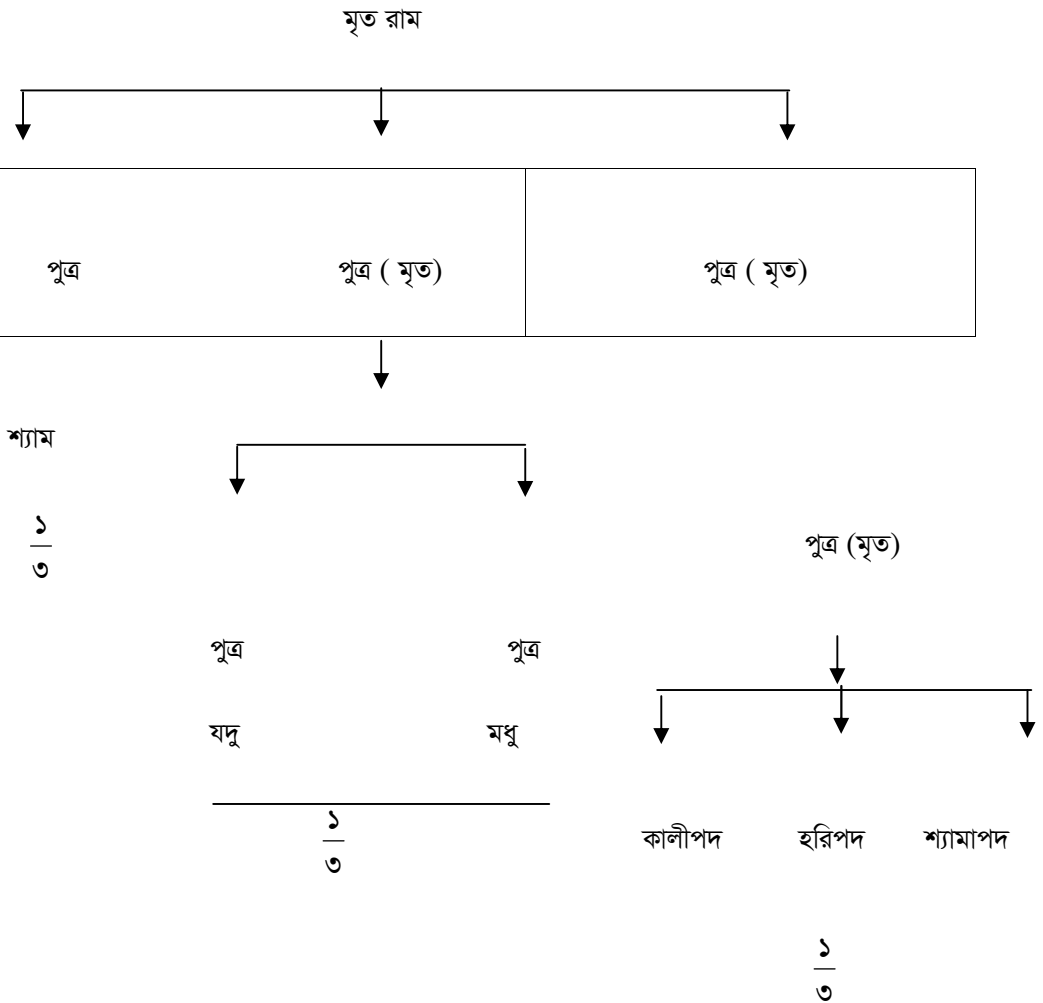 মৃত রাম
পুত্র পুত্র ( মৃত) পুত্র ( মৃত)
শ্যাম
১
৩
পুত্র (মৃত)
পুত্র পুত্র
যদু মধু
১
৩
কালীপদ হরিপদ শ্যামাপদ
১
৩